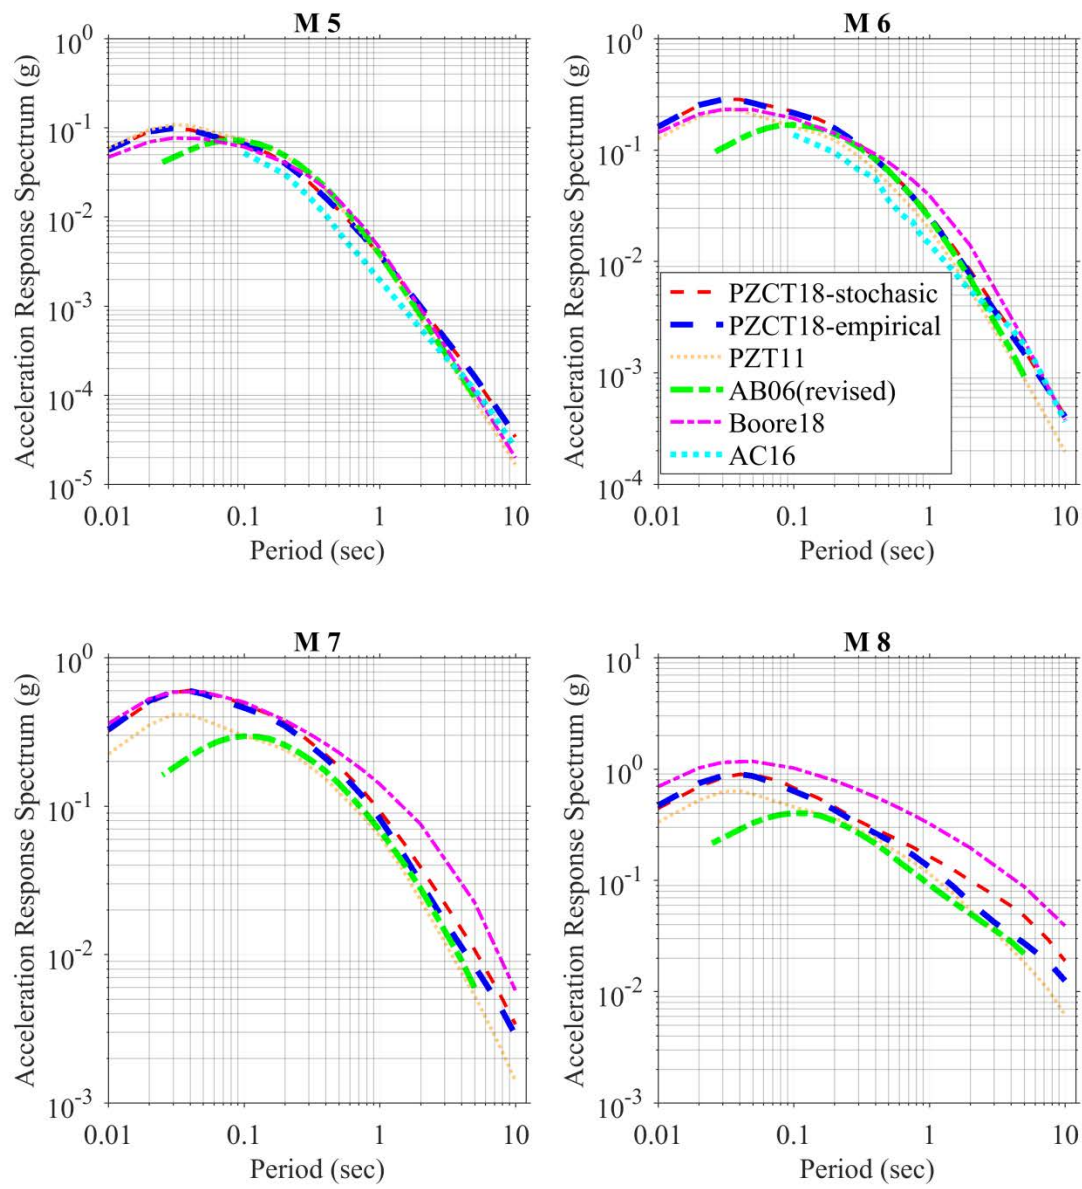 M 5
10^0
10^-1
10^-2
10^-3
10^-4
10^-5
Acceleration Response Spectrum (g)
0.01 0.1 1 10
Period (sec)
M 6
10^0
10^-1
10^-2
10^-3
10^-4
Acceleration Response Spectrum (g)
PZCT18-stochasic
PZCT18-empirical
PZT11
AB06(revised)
Boore18
AC16
0.01 0.1 1 10
Period (sec)
M 7
10^0
10^-1
10^-2
10^-3
Acceleration Response Spectrum (g)
0.01 0.1 1 10
Period (sec)
M 8
10^1
10^0
10^-1
10^-2
10^-3
Acceleration Response Spectrum (g)
0.01 0.1 1 10
Period (sec)